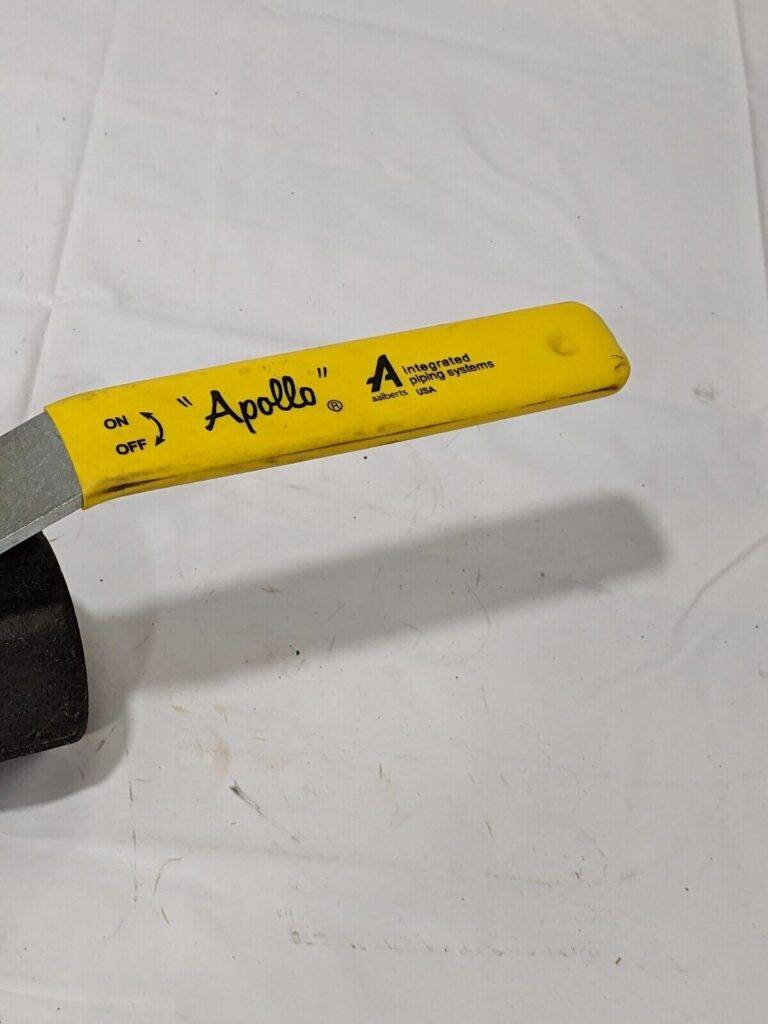 ON
OFF
"Apollo"®
A integrated
piping systems
aalberts USA